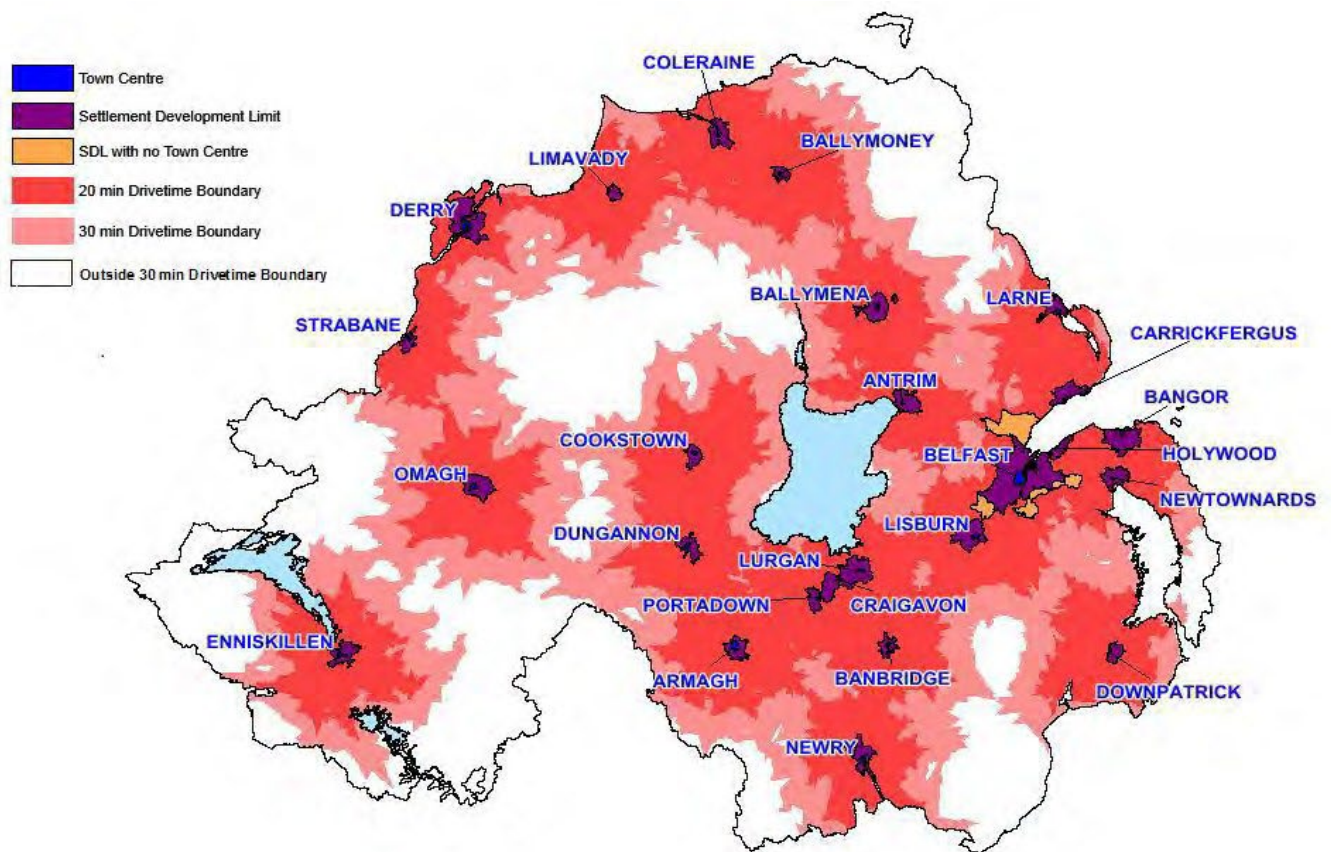 Town Centre
Settlement Development Limit
SDL with no Town Centre
20 min Drivetime Boundary
30 min Drivetime Boundary
Outside 30 min Drivetime Boundary
COLERAINE
BALLYMONEY
LIMAVADY
DERRY
BALLYMENA
LARNE
STRABANE
CARRICKFERGUS
ANTRIM
BANGOR
COOKSTOWN
BELFAST
HOLYWOOD
OMAGH
NEWTOWNARDS
DUNGANNON
LISBURN
LURGAN
PORTADOWN
CRAIGAVON
ENNISKILLEN
ARMAGH
BANBRIDGE
DOWNPATRICK
NEWRY